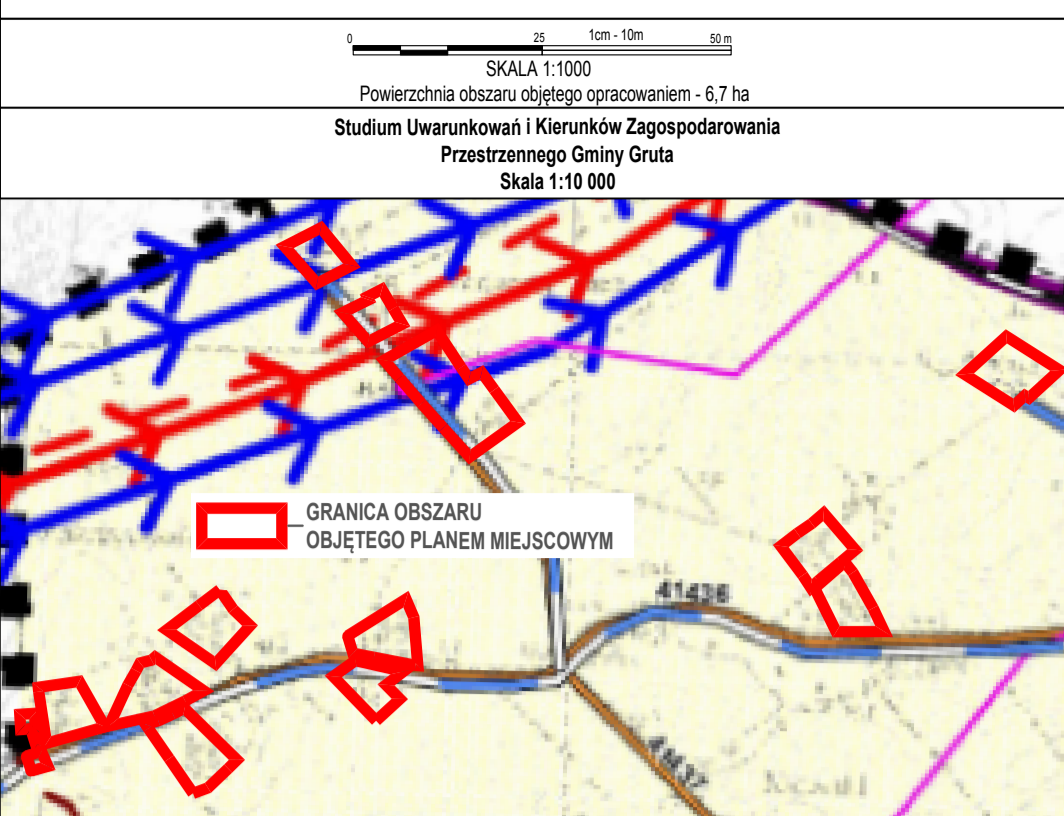 0 25 1cm - 10m 50 m
SKALA 1:1000
Powierzchnia obszaru objętego opracowaniem - 6,7 ha
Studium Uwarunkowań i Kierunków Zagospodarowania
Przestrzennego Gminy Gruta
Skala 1:10 000
GRANICA OBSZARU
OBJĘTEGO PLANEM MIEJSCOWYM